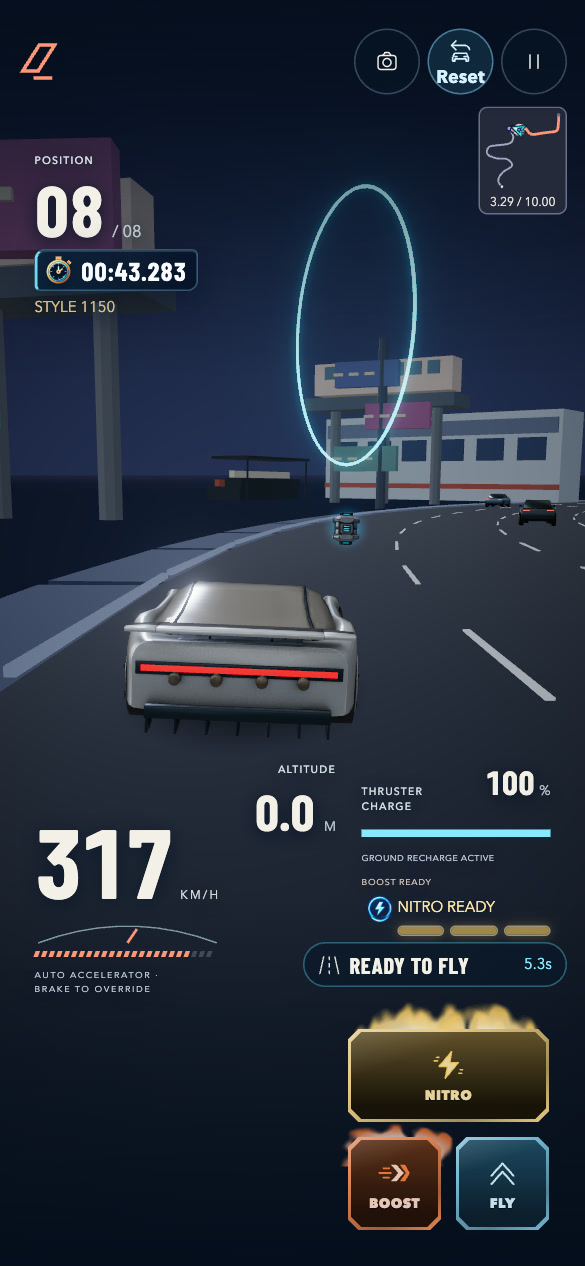 Reset
3.29 / 10.00
POSITION
08 / 08
00:43.283
STYLE 1150
ALTITUDE
0.0 M
THRUSTER
CHARGE
100 %
GROUND RECHARGE ACTIVE
BOOST READY
NITRO READY
317 KM/H
READY TO FLY 5.3s
AUTO ACCELERATOR ·
BRAKE TO OVERRIDE
NITRO
BOOST
FLY